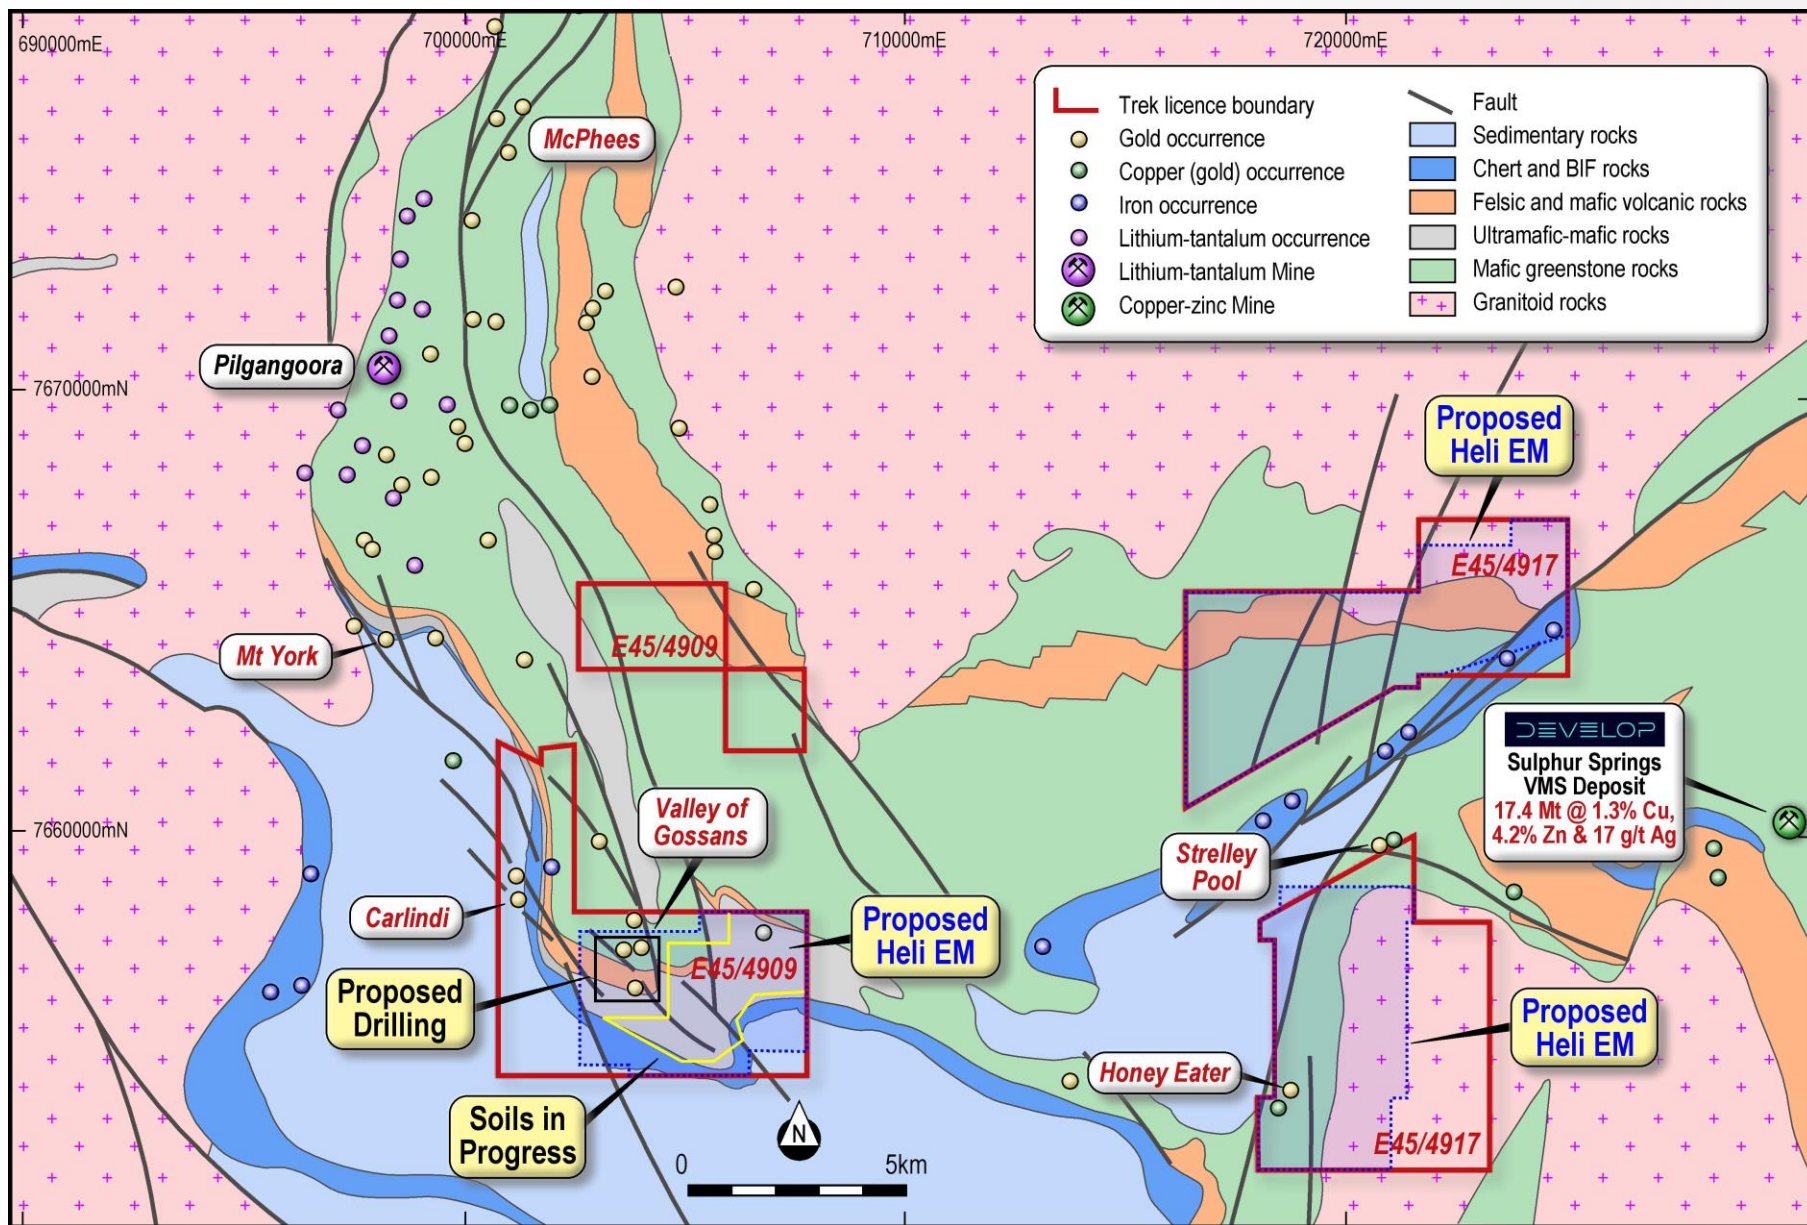 690000mE
700000mE
710000mE
720000mE
7670000mN
7660000mN
Trek licence boundary
Gold occurrence
Copper (gold) occurrence
Iron occurrence
Lithium-tantalum occurrence
Lithium-tantalum Mine
Copper-zinc Mine
Fault
Sedimentary rocks
Chert and BIF rocks
Felsic and mafic volcanic rocks
Ultramafic-mafic rocks
Mafic greenstone rocks
Granitoid rocks
McPhees
Pilgangoora
Proposed
Heli EM
E45/4917
Mt York
E45/4909
DEVELOP
Sulphur Springs
VMS Deposit
17.4 Mt @ 1.3% Cu,
4.2% Zn & 17 g/t Ag
Valley of
Gossans
Strelley
Pool
Carlindi
Proposed
Heli EM
E45/4909
Proposed
Drilling
Proposed
Heli EM
Honey Eater
Soils in
Progress
E45/4917
N
0
5km